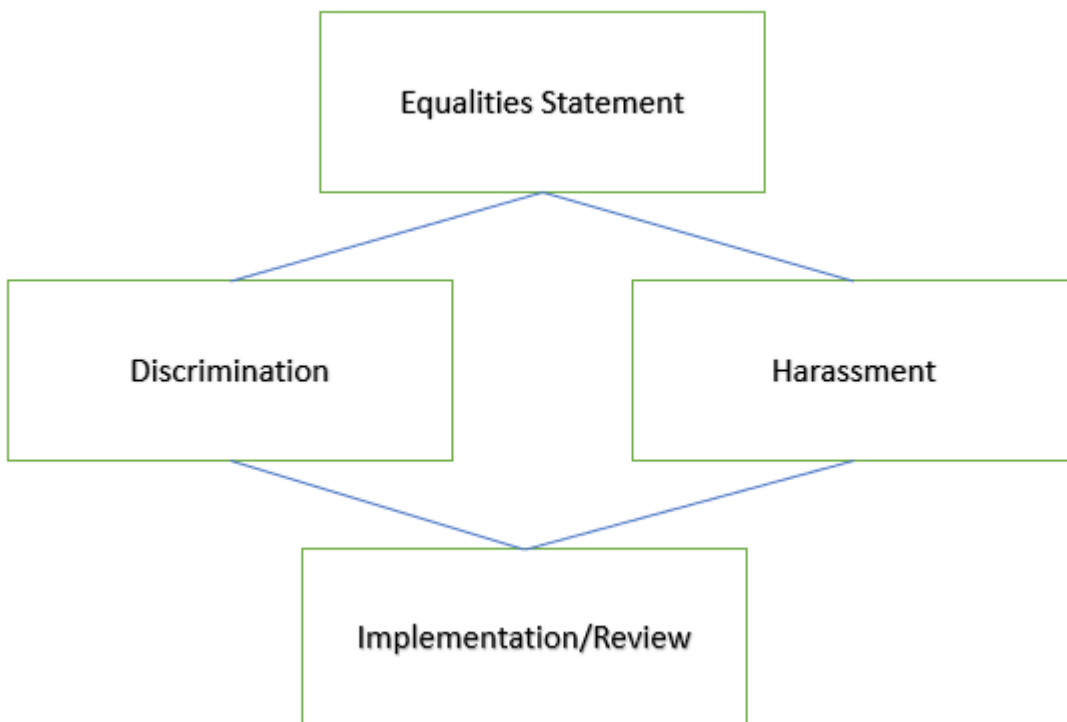 Equalities Statement
Discrimination
Harassment
Implementation/Review